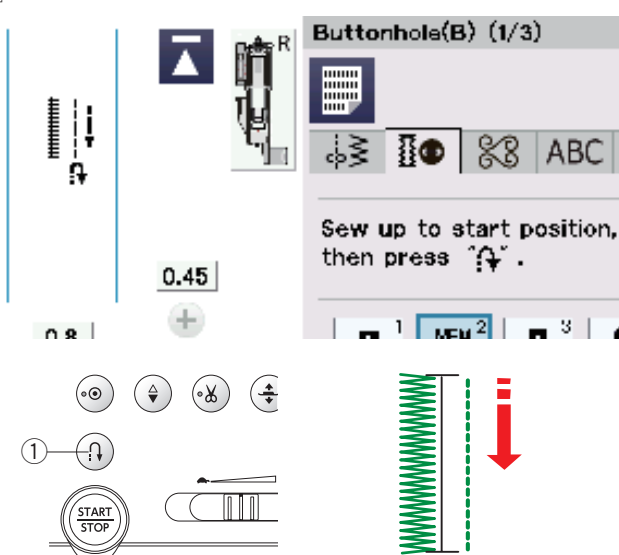 R
0.45
0.8
Buttonhole(B) (1/3)
ABC
Sew up to start position,
then press "".
1
MEM 2
3
1
START
STOP